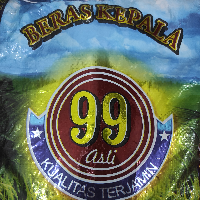 BERAS KEPALA
99
asli
KUALITAS TERJAMIN